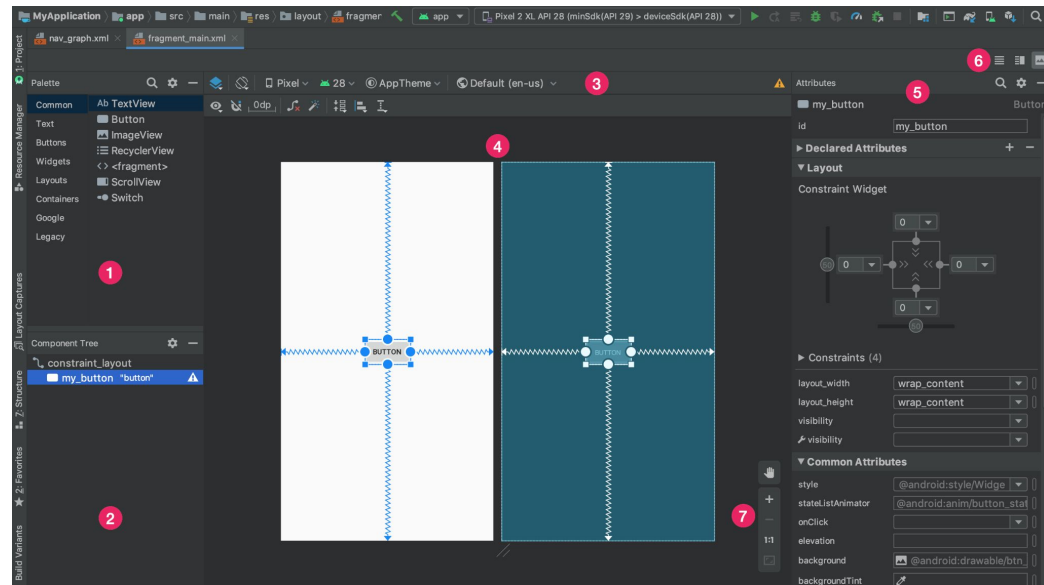 MyApplication 〉 app 〉 src 〉 main 〉 res 〉 layout 〉 fragmer app Pixel 2 XL API 28 (minSdk(API 29) > deviceSdk(API 28))
nav_graph.xml fragment_main.xml
1: Project
Resource Manager
Layout Captures
Z: Structure
2: Favorites
Build Variants
Palette
Common
Text
Buttons
Widgets
Layouts
Containers
Google
Legacy
Ab TextView
Button
ImageView
RecyclerView
<> <fragment>
ScrollView
Switch
1
Component Tree
constraint_layout
my_button "button"
2
Pixel 28 AppTheme Default (en-us) 3
0dp
4
BUTTON BUTTON
7
1:1
6
Attributes 5
my_button Button
id my_button
Declared Attributes
Layout
Constraint Widget
0
50 0 0
0
50
Constraints (4)
layout_width wrap_content
layout_height wrap_content
visibility
visibility
Common Attributes
style @android:style/Widge
stateListAnimator @android:anim/button_stat
onClick
elevation
background @android:drawable/btn_
backgroundTint